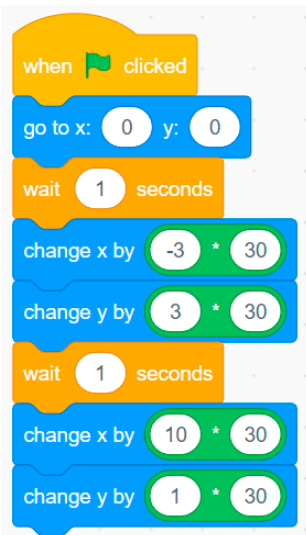 when clicked
go to x: 0 y: 0
wait 1 seconds
change x by -3 * 30
change y by 3 * 30
wait 1 seconds
change x by 10 * 30
change y by 1 * 30